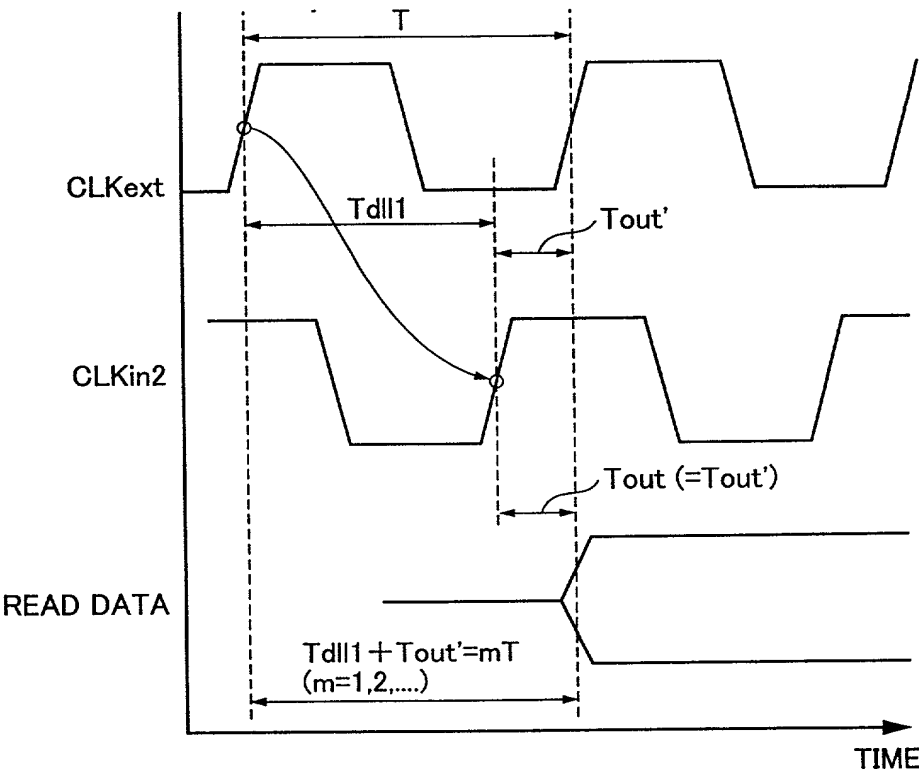 T
CLKext
Tdll1
Tout'
CLKin2
Tout (=Tout')
READ DATA
Tdll1+Tout'=mT
(m=1,2,....)
TIME